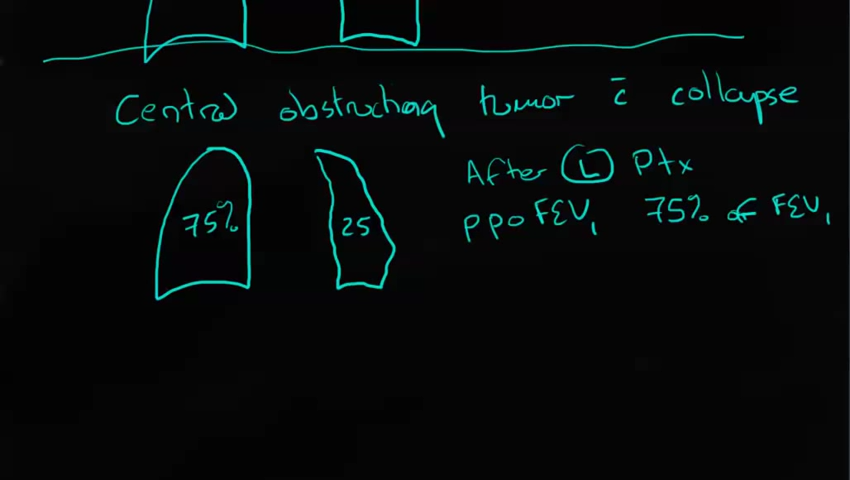 Central obstructing tumor c̄ collapse
75% 25
After L Ptx
ppo FEV1 75% of FEV1